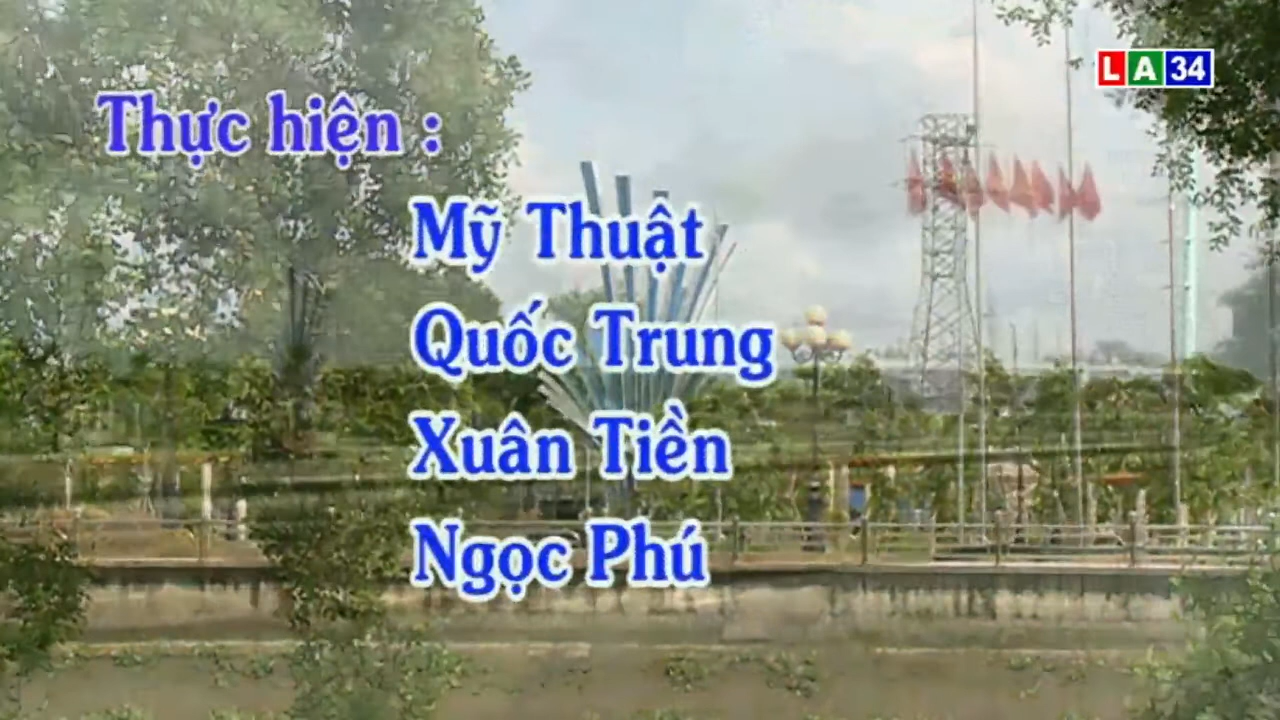 LA34
Thực hiện :
Mỹ Thuật
Quốc Trung
Xuân Tiền
Ngọc Phú